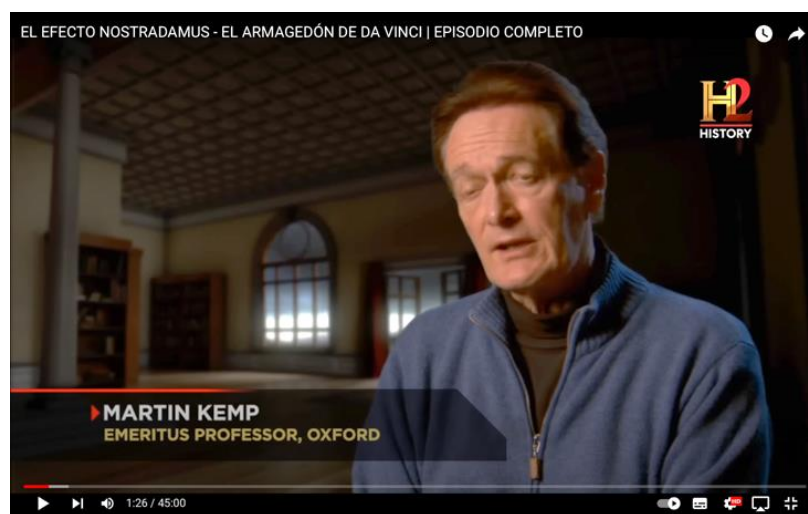 EL EFECTO NOSTRADAMUS - EL ARMAGEDÓN DE DA VINCI | EPISODIO COMPLETO
H2
HISTORY
MARTIN KEMP
EMERITUS PROFESSOR, OXFORD
1:26 / 45:00
HD